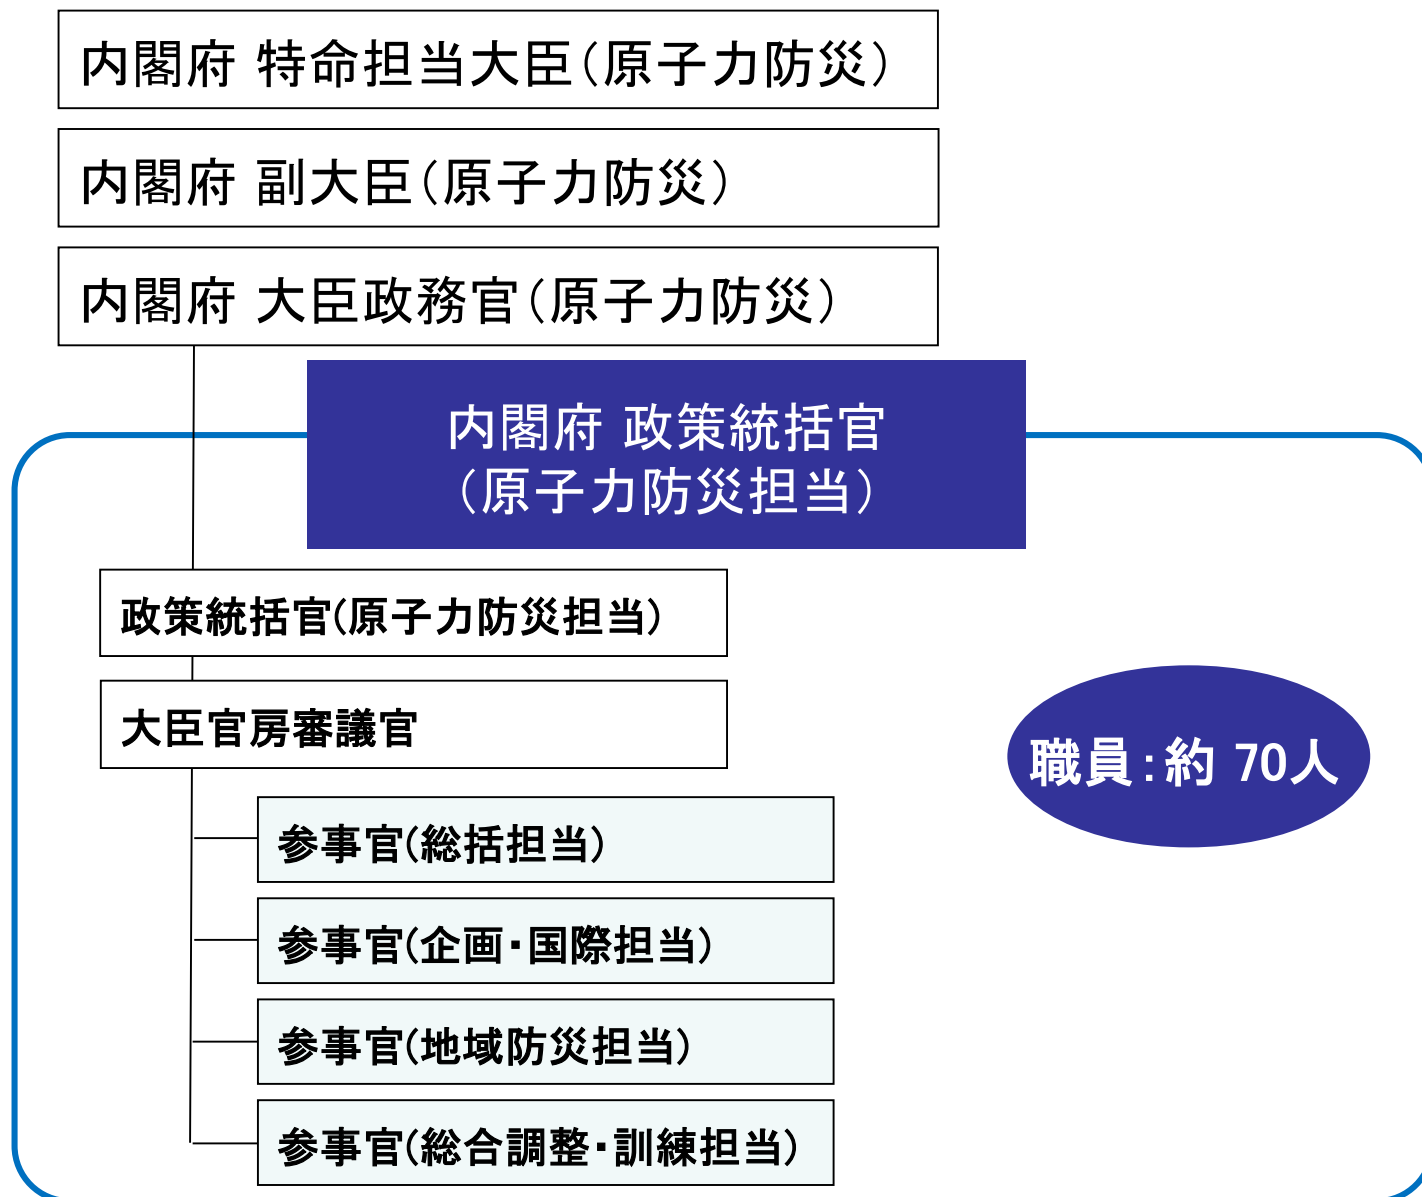 内閣府 特命担当大臣（原子力防災）
内閣府 副大臣（原子力防災）
内閣府 大臣政務官（原子力防災）
内閣府 政策統括官
（原子力防災担当）
政策統括官(原子力防災担当)
大臣官房審議官
職員：約 70人
参事官(総括担当)
参事官(企画・国際担当)
参事官(地域防災担当)
参事官(総合調整・訓練担当)